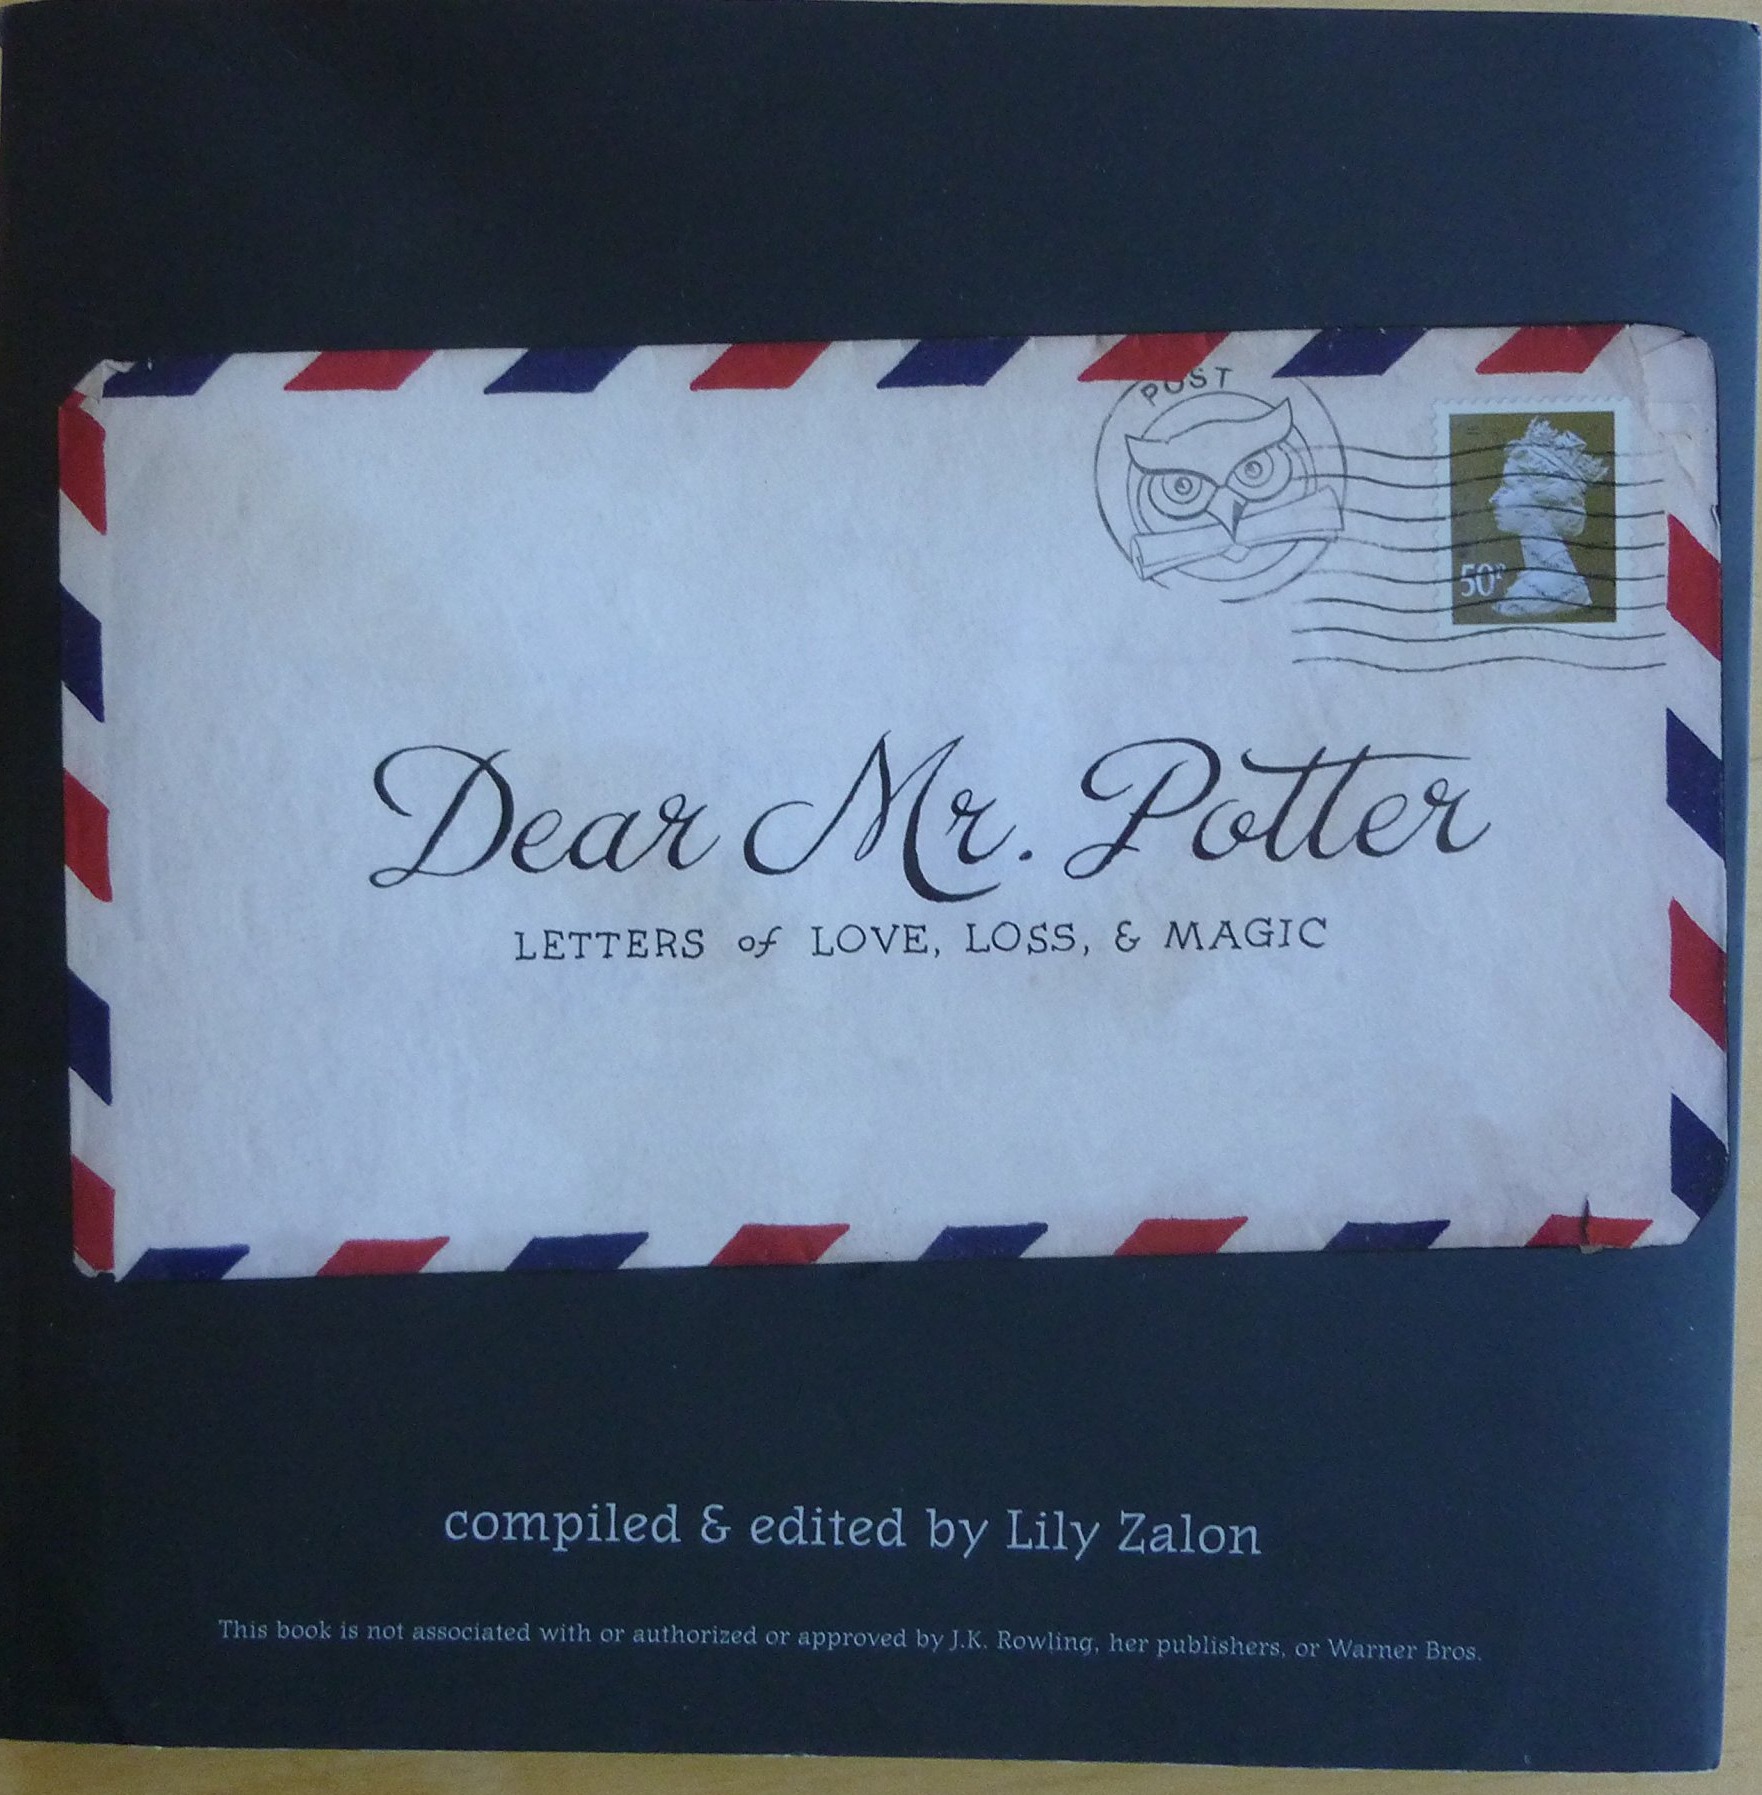 POST
50P
Dear Mr. Potter
LETTERS of LOVE, LOSS, & MAGIC
compiled & edited by Lily Zalon
This book is not associated with or authorized or approved by J.K. Rowling, her publishers, or Warner Bros.